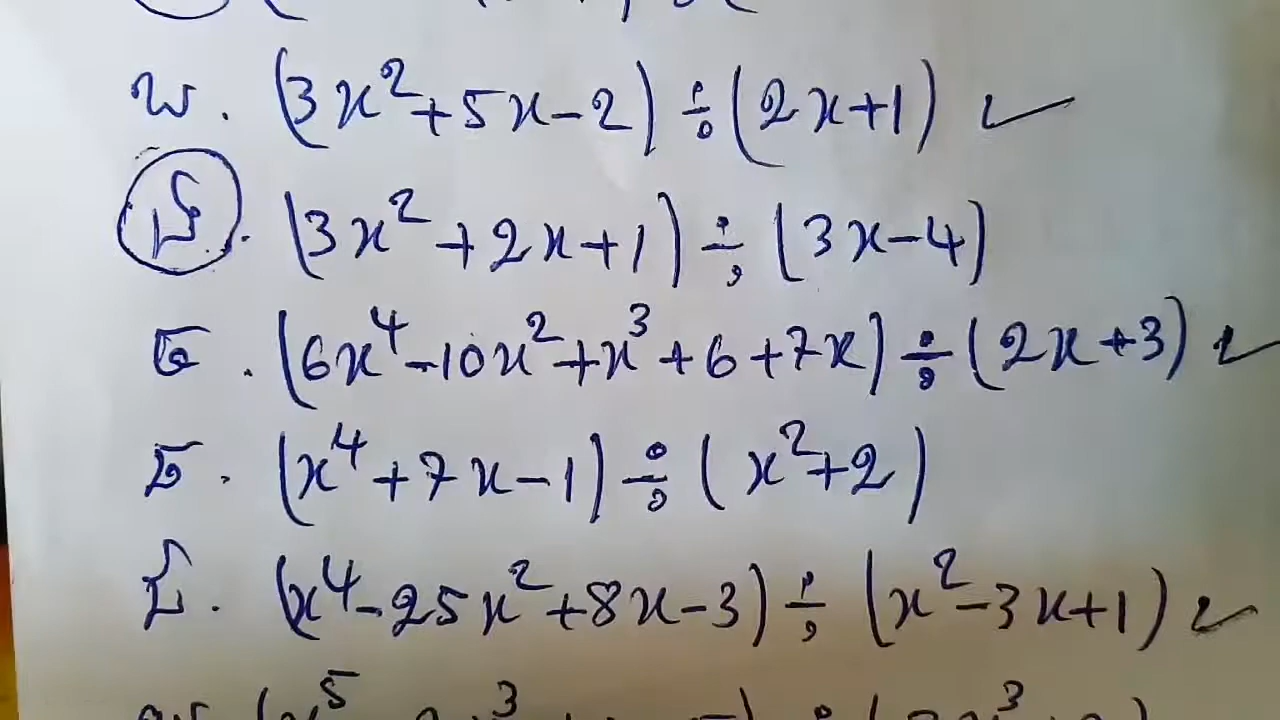 (3x²+5x-2) ÷ (2x+1) ✓
(3x²+2x+1) ÷ (3x-4)
(6x⁴-10x²+x³+6+7x) ÷ (2x+3) ✓
(x⁴+7x-1) ÷ (x²+2)
(x⁴-25x²+8x-3) ÷ (x²-3x+1) ✓